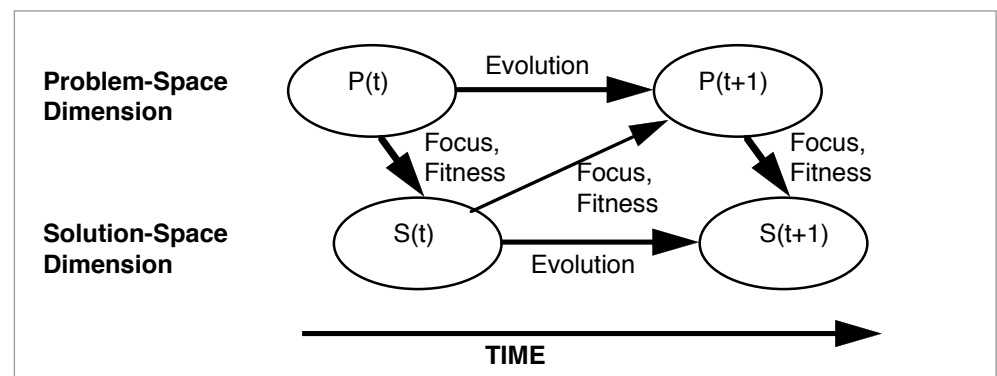 Problem-Space
Dimension
P(t)
Evolution
P(t+1)
Focus,
Fitness
Focus,
Fitness
Focus,
Fitness
Solution-Space
Dimension
S(t)
Evolution
S(t+1)
TIME